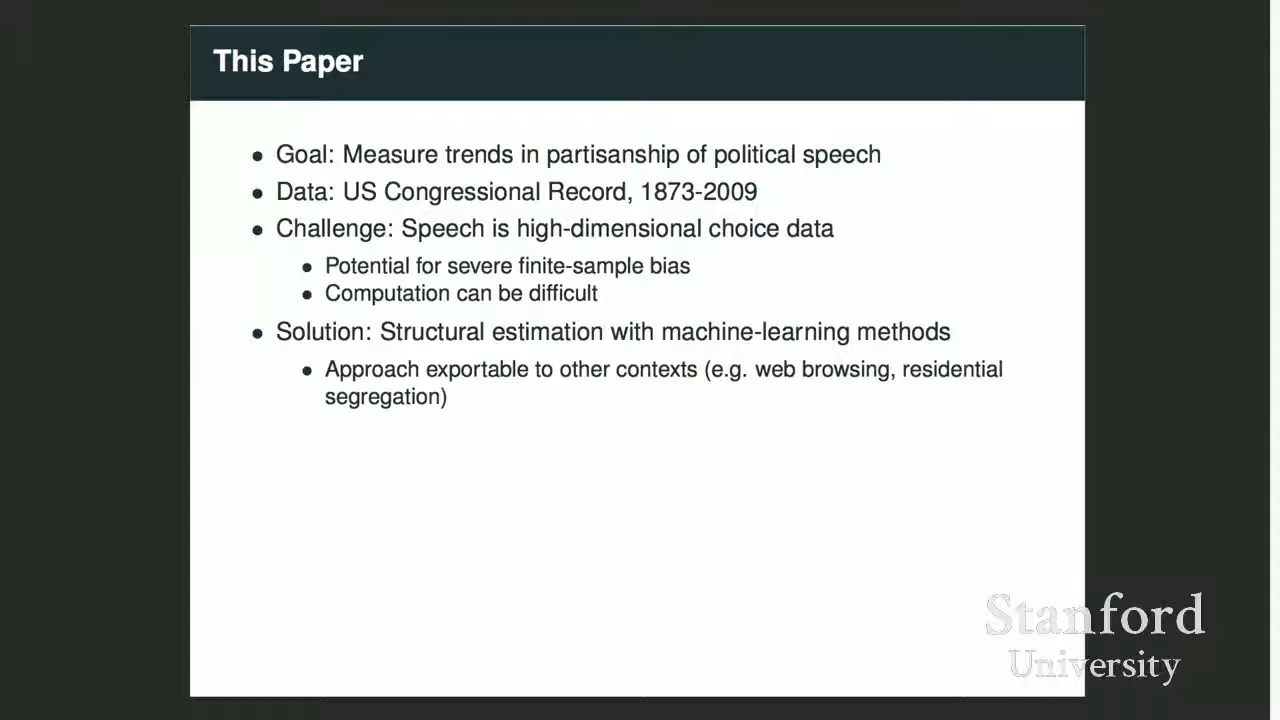 This Paper
• Goal: Measure trends in partisanship of political speech
• Data: US Congressional Record, 1873-2009
• Challenge: Speech is high-dimensional choice data
• Potential for severe finite-sample bias
• Computation can be difficult
• Solution: Structural estimation with machine-learning methods
• Approach exportable to other contexts (e.g. web browsing, residential
segregation)
Stanford
University